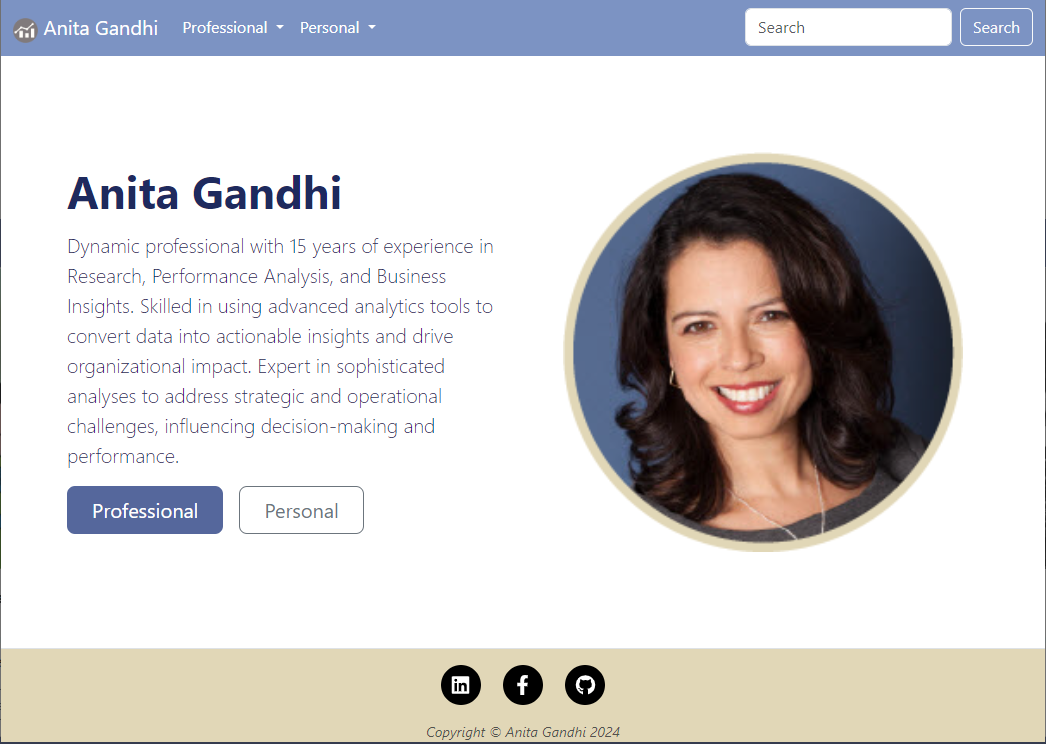 Anita Gandhi Professional Personal Search Search
Anita Gandhi
Dynamic professional with 15 years of experience in
Research, Performance Analysis, and Business
Insights. Skilled in using advanced analytics tools to
convert data into actionable insights and drive
organizational impact. Expert in sophisticated
analyses to address strategic and operational
challenges, influencing decision-making and
performance.
Professional Personal
Copyright © Anita Gandhi 2024